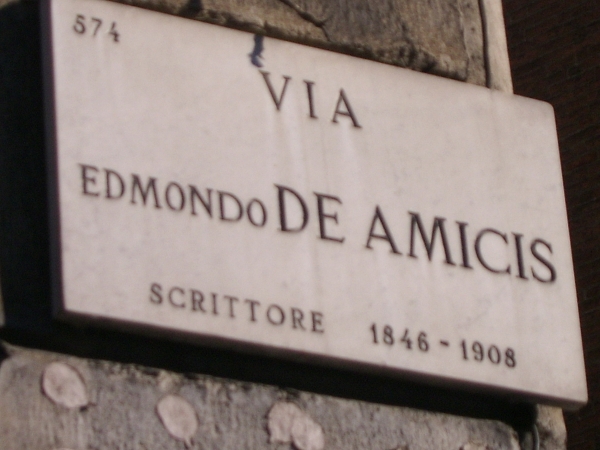 574
VIA
EDMONDO DE AMICIS
SCRITTORE 1846 - 1908